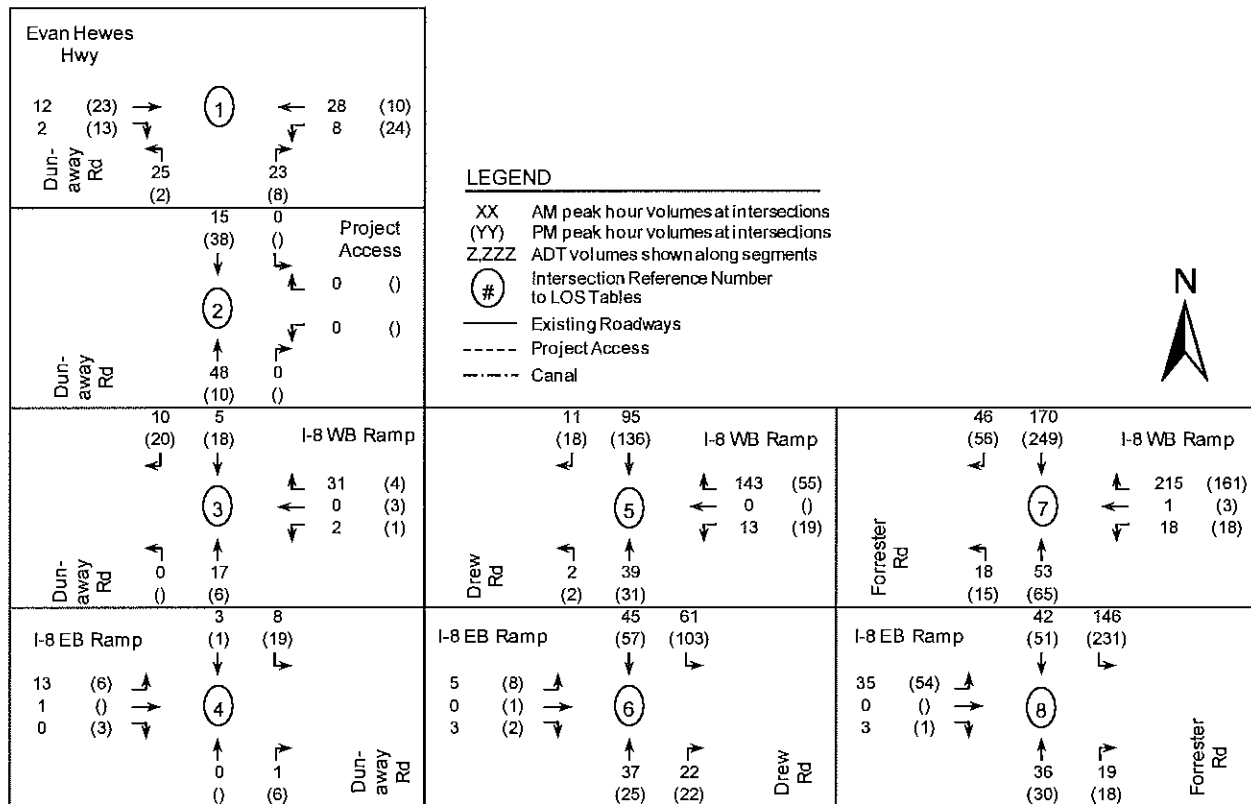 Evan Hewes
Hwy
1
12 (23)
28 (10)
2 (13)
8 (24)
Dun-
away
Rd
25
(2)
23
(8)
LEGEND
XX AM peak hour volumes at intersections
(YY) PM peak hour volumes at intersections
Z,ZZZ ADT volumes shown along segments
# Intersection Reference Number
to LOS Tables
Existing Roadways
Project Access
Canal
N
15
(38)
0
()
Project
Access
0 ()
2
0 ()
Dun-
away
Rd
48
(10)
0
()
10
(20)
5
(18)
I-8 WB Ramp
31 (4)
3
0 (3)
2 (1)
Dun-
away
Rd
0
()
17
(6)
11
(18)
95
(136)
I-8 WB Ramp
143 (55)
5
0 ()
13 (19)
Drew
Rd
2
(2)
39
(31)
46
(56)
170
(249)
I-8 WB Ramp
215 (161)
7
1 (3)
18 (18)
Forrester
Rd
18
(15)
53
(65)
3
(1)
8
(19)
I-8 EB Ramp
13 (6)
1 ()
4
0 (3)
0
()
1
(6)
Dun-
away
Rd
45
(57)
61
(103)
I-8 EB Ramp
5 (8)
0 (1)
6
3 (2)
37
(25)
22
(22)
Drew
Rd
42
(51)
146
(231)
I-8 EB Ramp
35 (54)
0 ()
8
3 (1)
36
(30)
19
(18)
Forrester
Rd